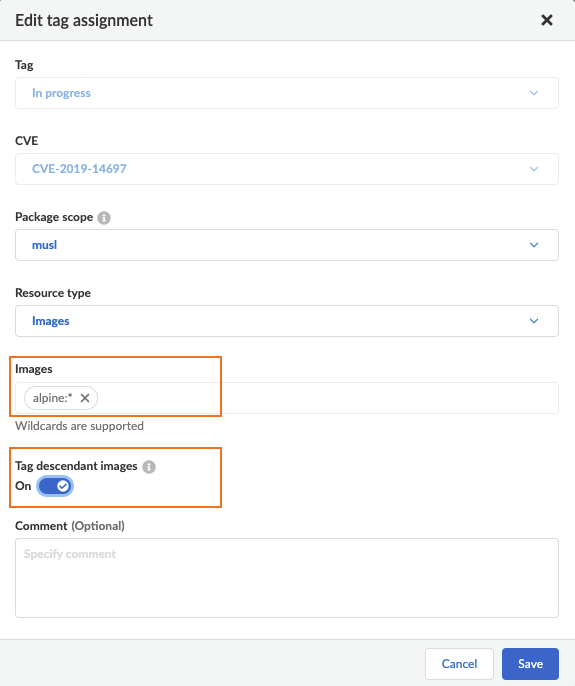 Edit tag assignment
Tag
In progress
CVE
CVE-2019-14697
Package scope
musl
Resource type
Images
Images
alpine:*
Wildcards are supported
Tag descendant images
On
Comment (Optional)
Specify comment
Cancel Save